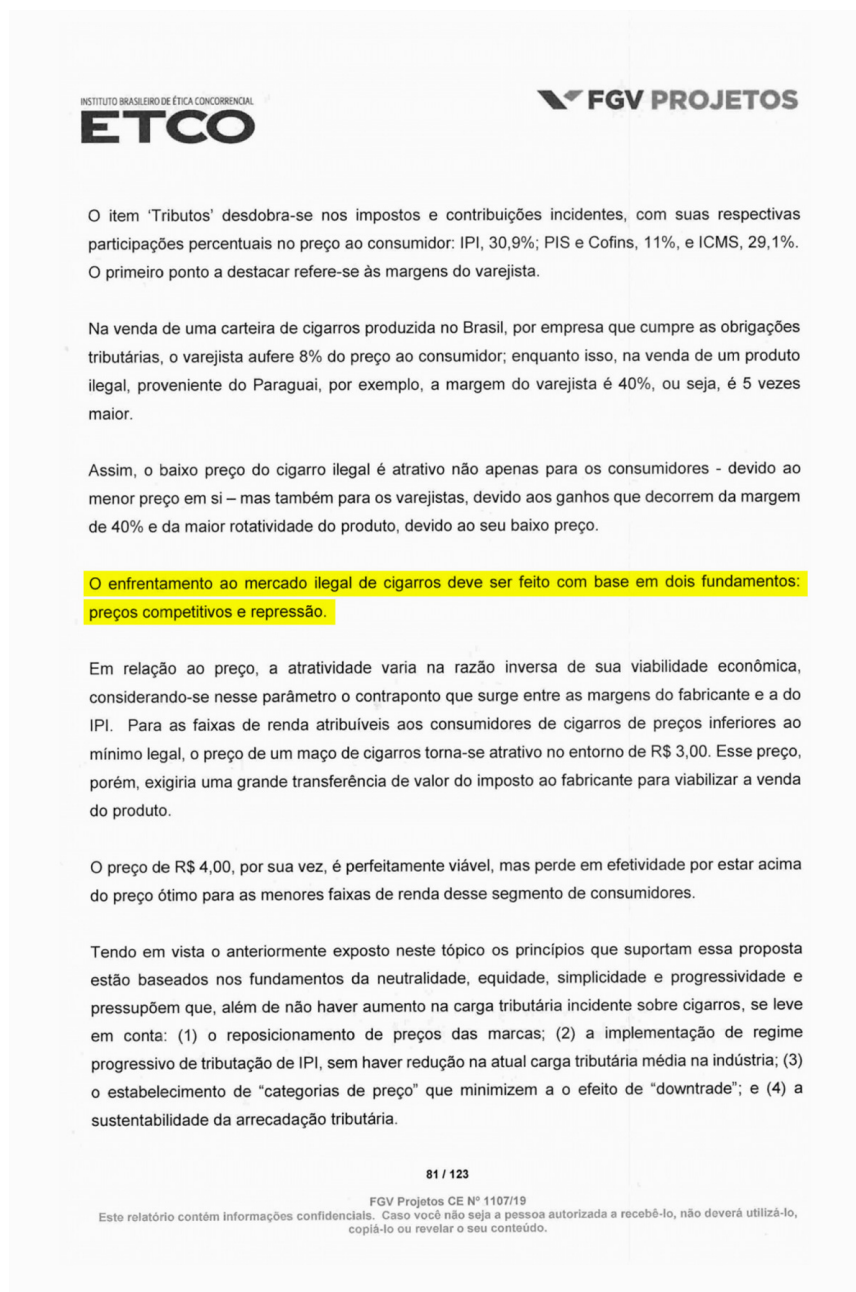 INSTITUTO BRASILEIRO DE ÉTICA CONCORRENCIAL
ETCO
FGV PROJETOS
O item ‘Tributos’ desdobra-se nos impostos e contribuições incidentes, com suas respectivas
participações percentuais no preço ao consumidor: IPI, 30,9%; PIS e Cofins, 11%, e ICMS, 29,1%.
O primeiro ponto a destacar refere-se às margens do varejista.
Na venda de uma carteira de cigarros produzida no Brasil, por empresa que cumpre as obrigações
tributárias, o varejista aufere 8% do preço ao consumidor; enquanto isso, na venda de um produto
ilegal, proveniente do Paraguai, por exemplo, a margem do varejista é 40%, ou seja, é 5 vezes
maior.
Assim, o baixo preço do cigarro ilegal é atrativo não apenas para os consumidores - devido ao
menor preço em si – mas também para os varejistas, devido aos ganhos que decorrem da margem
de 40% e da maior rotatividade do produto, devido ao seu baixo preço.
O enfrentamento ao mercado ilegal de cigarros deve ser feito com base em dois fundamentos:
preços competitivos e repressão.
Em relação ao preço, a atratividade varia na razão inversa de sua viabilidade econômica,
considerando-se nesse parâmetro o contraponto que surge entre as margens do fabricante e a do
IPI. Para as faixas de renda atribuíveis aos consumidores de cigarros de preços inferiores ao
mínimo legal, o preço de um maço de cigarros torna-se atrativo no entorno de R$ 3,00. Esse preço,
porém, exigiria uma grande transferência de valor do imposto ao fabricante para viabilizar a venda
do produto.
O preço de R$ 4,00, por sua vez, é perfeitamente viável, mas perde em efetividade por estar acima
do preço ótimo para as menores faixas de renda desse segmento de consumidores.
Tendo em vista o anteriormente exposto neste tópico os princípios que suportam essa proposta
estão baseados nos fundamentos da neutralidade, equidade, simplicidade e progressividade e
pressupõem que, além de não haver aumento na carga tributária incidente sobre cigarros, se leve
em conta: (1) o reposicionamento de preços das marcas; (2) a implementação de regime
progressivo de tributação de IPI, sem haver redução na atual carga tributária média na indústria; (3)
o estabelecimento de “categorias de preço” que minimizem a o efeito de “downtrade”; e (4) a
sustentabilidade da arrecadação tributária.
81 / 123
FGV Projetos CE Nº 1107/19
Este relatório contém informações confidenciais. Caso você não seja a pessoa autorizada a recebê-lo, não deverá utilizá-lo,
copiá-lo ou revelar o seu conteúdo.